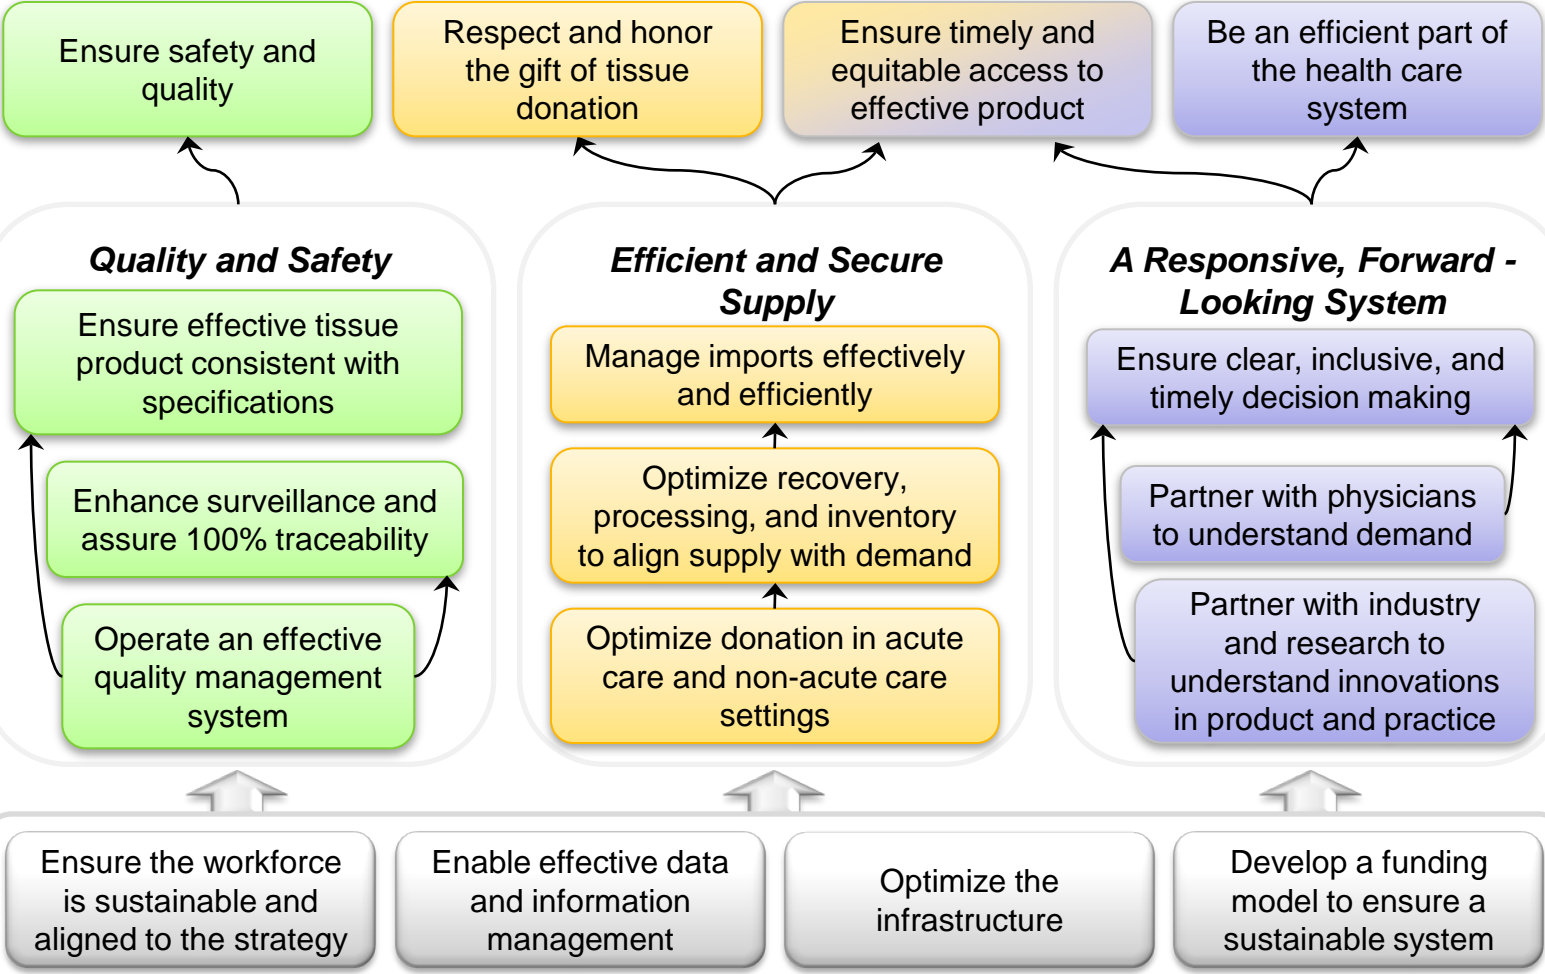 Ensure safety and
quality
Respect and honor
the gift of tissue
donation
Ensure timely and
equitable access to
effective product
Be an efficient part of
the health care
system
Quality and Safety
Ensure effective tissue
product consistent with
specifications
Enhance surveillance and
assure 100% traceability
Operate an effective
quality management
system
Efficient and Secure
Supply
Manage imports effectively
and efficiently
Optimize recovery,
processing, and inventory
to align supply with demand
Optimize donation in acute
care and non-acute care
settings
A Responsive, Forward -
Looking System
Ensure clear, inclusive, and
timely decision making
Partner with physicians
to understand demand
Partner with industry
and research to
understand innovations
in product and practice
Ensure the workforce
is sustainable and
aligned to the strategy
Enable effective data
and information
management
Optimize the
infrastructure
Develop a funding
model to ensure a
sustainable system